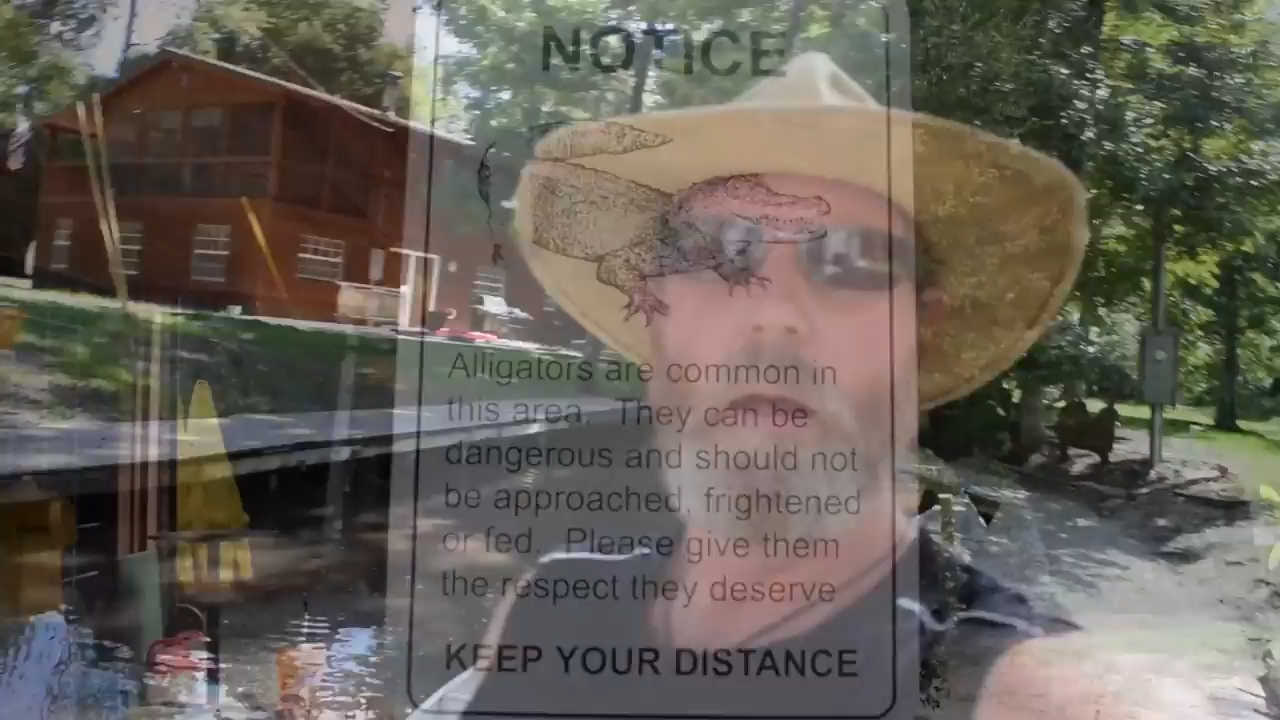 NOTICE
Alligators are common in
this area. They can be
dangerous and should not
be approached, frightened
or fed. Please give them
the respect they deserve
KEEP YOUR DISTANCE